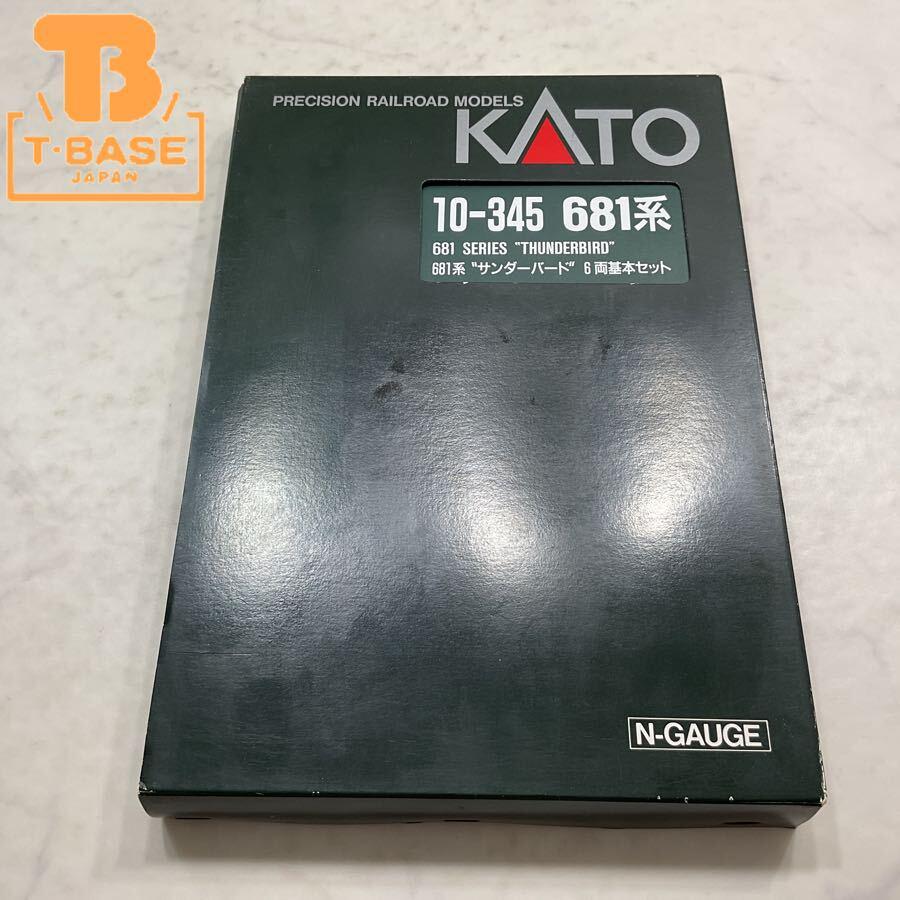 TB
T·BASE
JAPAN
PRECISION RAILROAD MODELS
KATO
10-345 681系
681 SERIES "THUNDERBIRD"
681系 "サンダーバード" 6両基本セット
N-GAUGE